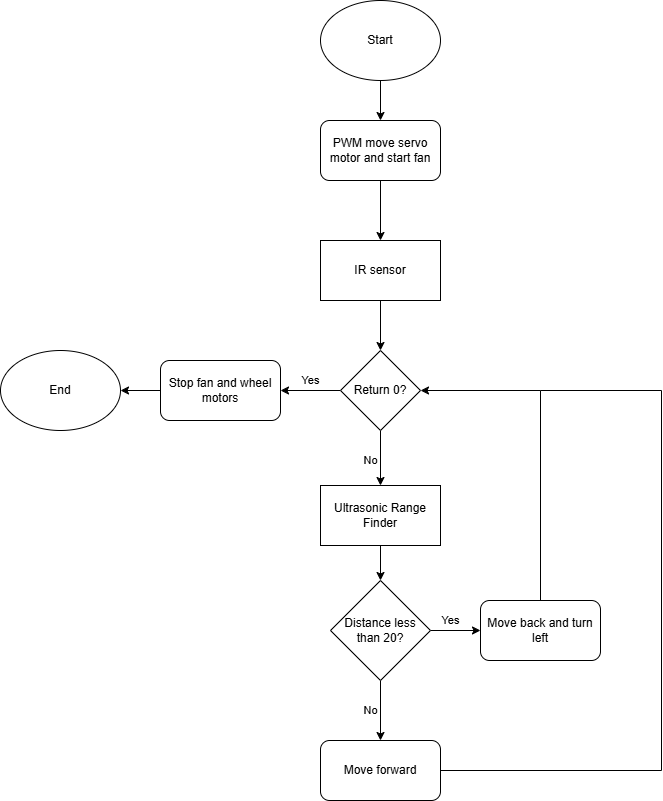 Start
PWM move servo
motor and start fan
IR sensor
End
Stop fan and wheel
motors
Yes
Return 0?
No
Ultrasonic Range
Finder
Distance less
than 20?
Yes
Move back and turn
left
No
Move forward